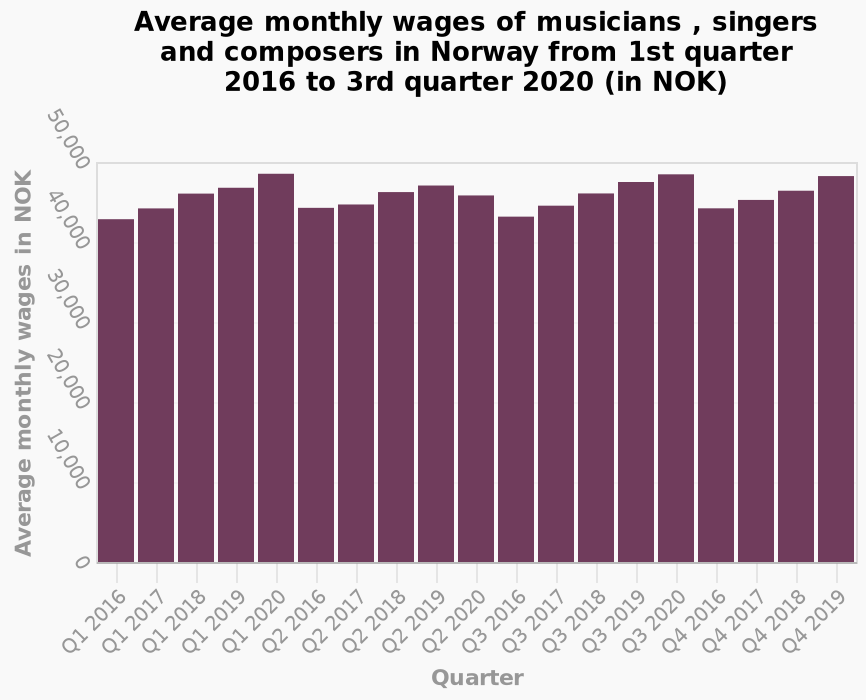 Average monthly wages of musicians , singers
and composers in Norway from 1st quarter
2016 to 3rd quarter 2020 (in NOK)
Average monthly wages in NOK
50,000
40,000
30,000
20,000
10,000
0
Q1 2016
Q1 2017
Q1 2018
Q1 2019
Q1 2020
Q2 2016
Q2 2017
Q2 2018
Q2 2019
Q2 2020
Q3 2016
Q3 2017
Q3 2018
Q3 2019
Q3 2020
Q4 2016
Q4 2017
Q4 2018
Q4 2019
Quarter